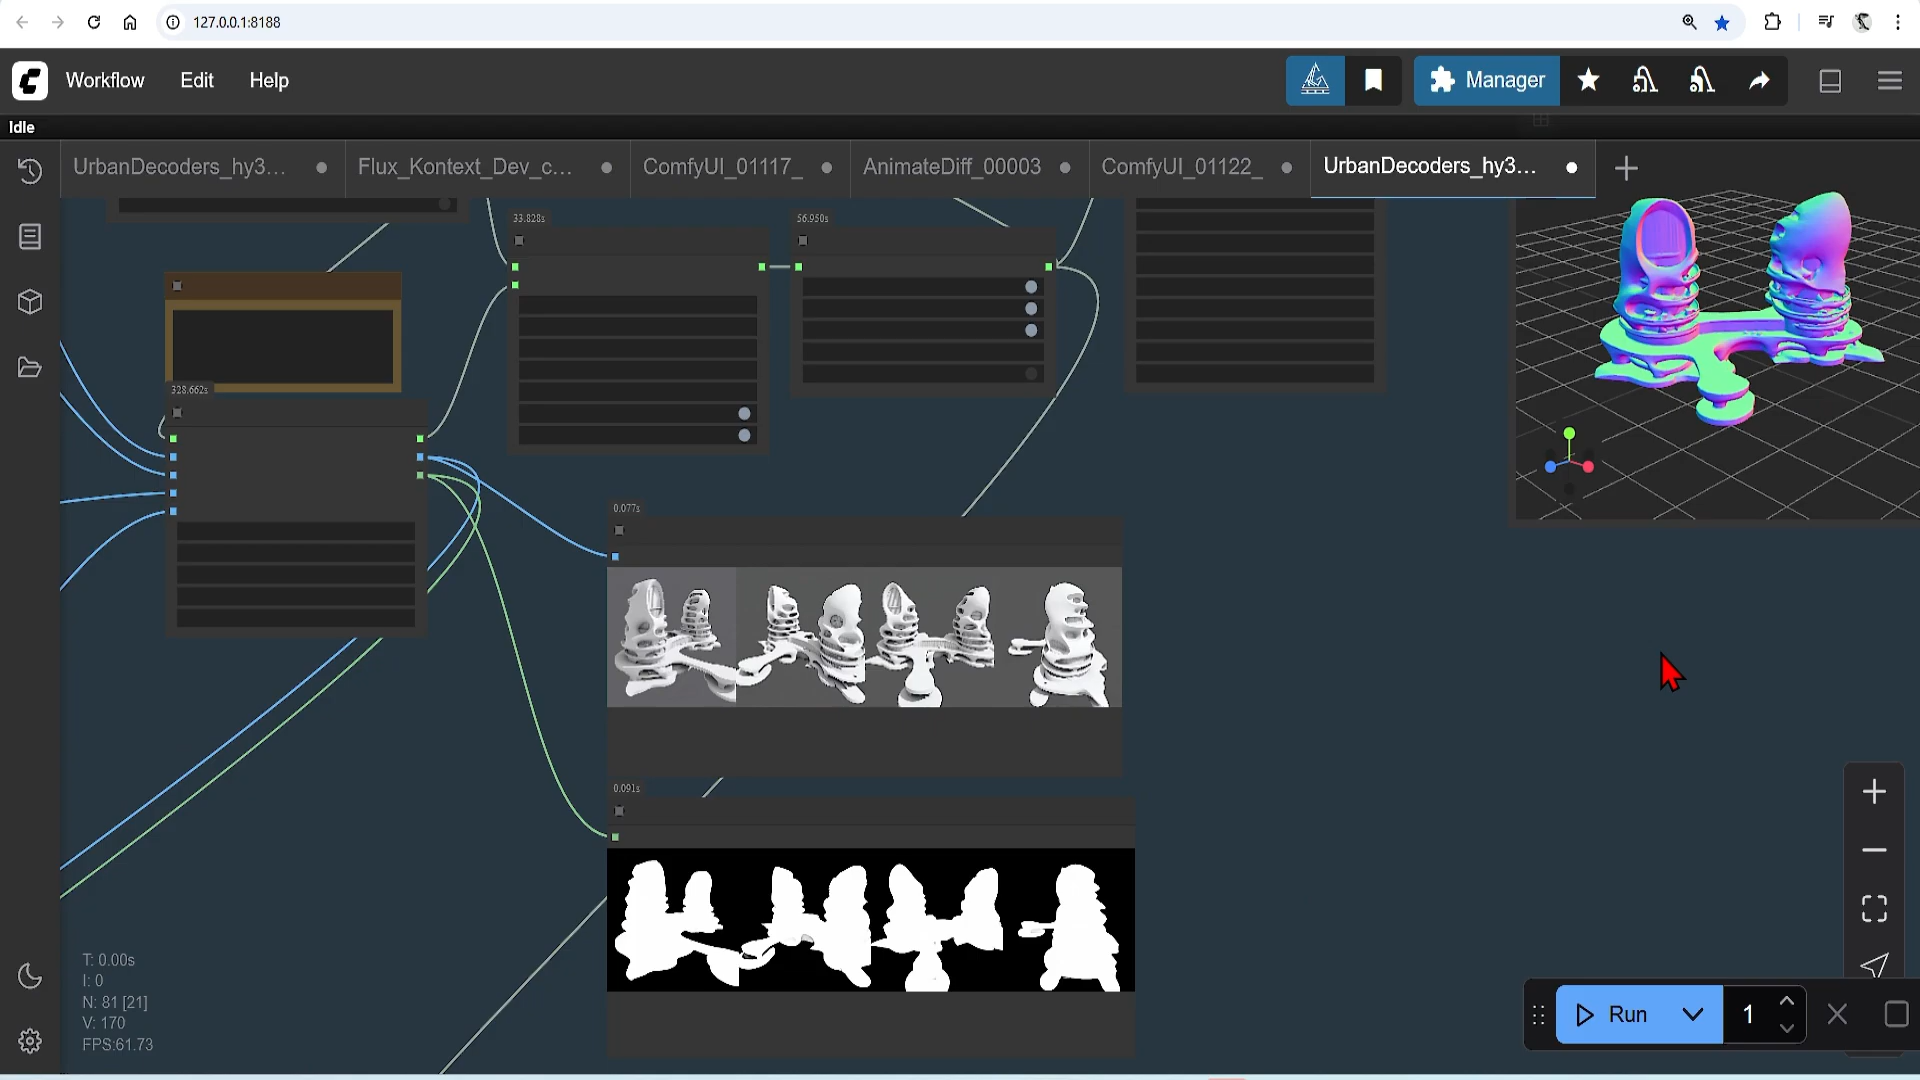 127.0.0.1:8188
Workflow Edit Help
Manager
Idle
UrbanDecoders_hy3...
Flux_Kontext_Dev_c...
ComfyUI_01117_
AnimateDiff_00003
ComfyUI_01122_
UrbanDecoders_hy3...
33.828s
56.950s
328.662s
0.077s
0.091s
T: 0.00s
I: 0
N: 81 [21]
V: 170
FPS:61.73
Run
1